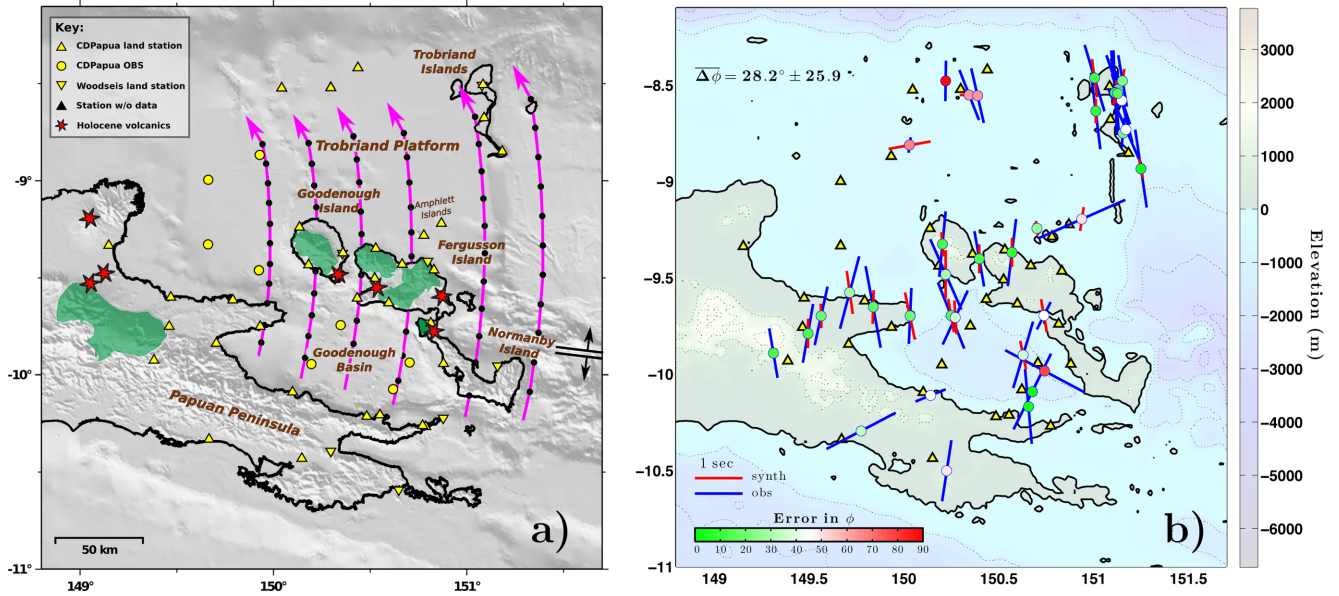 Key:
CDPapua land station
CDPapua OBS
Woodseis land station
Station w/o data
Holocene volcanics
Trobriand
Islands
Trobriand Platform
Goodenough
Island
Amphlett
Islands
Fergusson
Island
Normanby
Island
Goodenough
Basin
Papuan Peninsula
50 km
a)
-9°
-10°
-11°
149°
150°
151°
Δϕ = 28.2° ± 25.9
1 sec
synth
obs
Error in ϕ
0 10 20 30 40 50 60 70 80 90
b)
-8.5
-9
-9.5
-10
-10.5
-11
149 149.5 150 150.5 151 151.5
3000
2000
1000
0
-1000
-2000
-3000
-4000
-5000
-6000
Elevation (m)